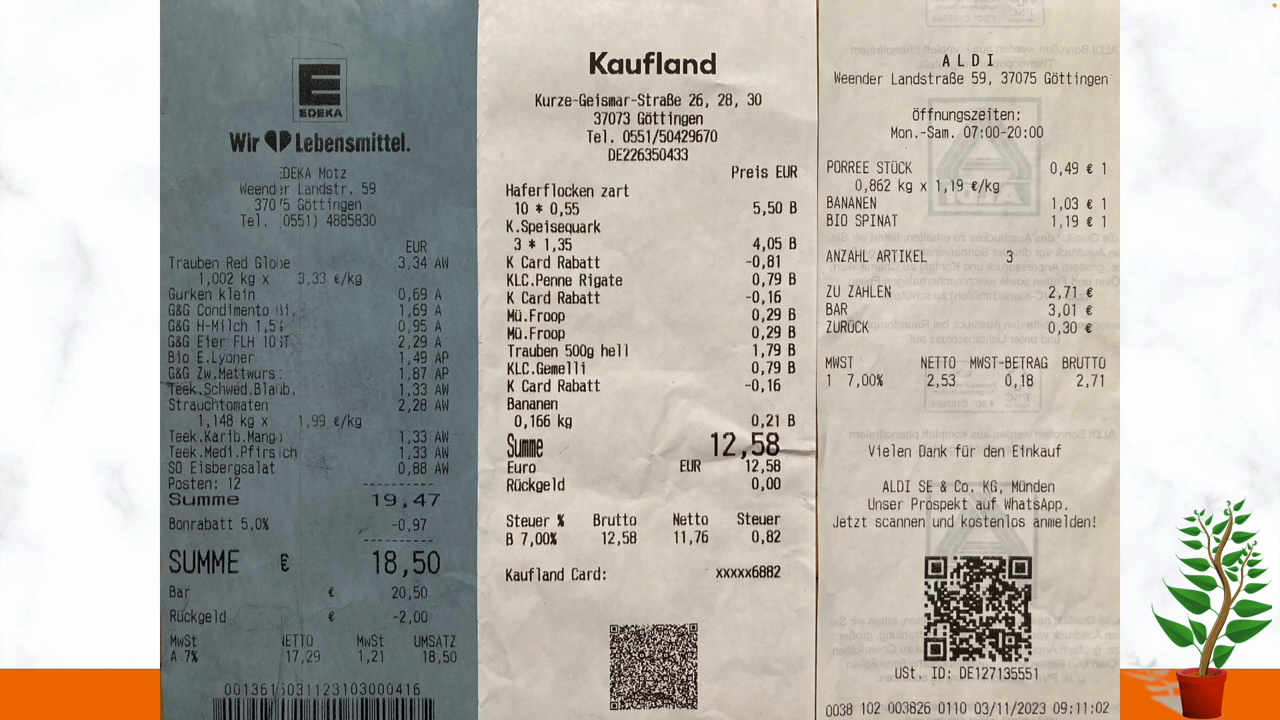 EDEKA
Wir Lebensmittel.
EDEKA Motz
Weender Landstr. 59
37075 Göttingen
Tel. (0551) 4885830
EUR
Trauben Red Globe 3,34 AW
1,002 kg x 3,33 €/kg
Gurken klein 0,69 A
G&G Condimento Bi. 1,69 A
G&G H-Milch 1,5% 0,95 A
G&G Eier FLH 10ST 2,29 A
Bio E.Lyoner 1,49 AP
G&G Zw.Mettwurst 1,87 AP
Teek.Schwed.Blaub. 1,33 AW
Strauchtomaten 2,28 AW
1,148 kg x 1,99 €/kg
Teek.Karib.Mango 1,33 AW
Teek.Medi.Pfirsich 1,33 AW
SO Eisbergsalat 0,88 AW
Posten: 12
Summe 19,47
Bonrabatt 5,0% -0,97
SUMME € 18,50
Bar € 20,50
Rückgeld € -2,00
MwSt NETTO MwSt UMSATZ
A 7% 17,29 1,21 18,50
Kaufland
Kurze-Geismar-Straße 26, 28, 30
37073 Göttingen
Tel. 0551/50429670
DE226350433
Preis EUR
Haferflocken zart
10 * 0,55 5,50 B
K.Speisequark
3 * 1,35 4,05 B
K Card Rabatt -0,81
KLC.Penne Rigate 0,79 B
K Card Rabatt -0,16
Mü.Froop 0,29 B
Mü.Froop 0,29 B
Trauben 500g hell 1,79 B
KLC.Gemelli 0,79 B
K Card Rabatt -0,16
Bananen
0,166 kg 0,21 B
Summe 12,58
Euro EUR 12,58
Rückgeld 0,00
Steuer % Brutto Netto Steuer
B 7,00% 12,58 11,76 0,82
Kaufland Card: xxxxx6882
ALDI
Weender Landstraße 59, 37075 Göttingen
Öffnungszeiten:
Mon.-Sam. 07:00-20:00
PORREE STÜCK 0,49 € 1
0,862 kg x 1,19 €/kg
BANANEN 1,03 € 1
BIO SPINAT 1,19 € 1
ANZAHL ARTIKEL 3
ZU ZAHLEN 2,71 €
BAR 3,01 €
ZURÜCK 0,30 €
MWST NETTO MWST-BETRAG BRUTTO
1 7,00% 2,53 0,18 2,71
Vielen Dank für den Einkauf
ALDI SE & Co. KG, Münden
Unser Prospekt auf WhatsApp.
Jetzt scannen und kostenlos anmelden!
USt. ID: DE127135551
0038 102 003826 0110 03/11/2023 09:11:02